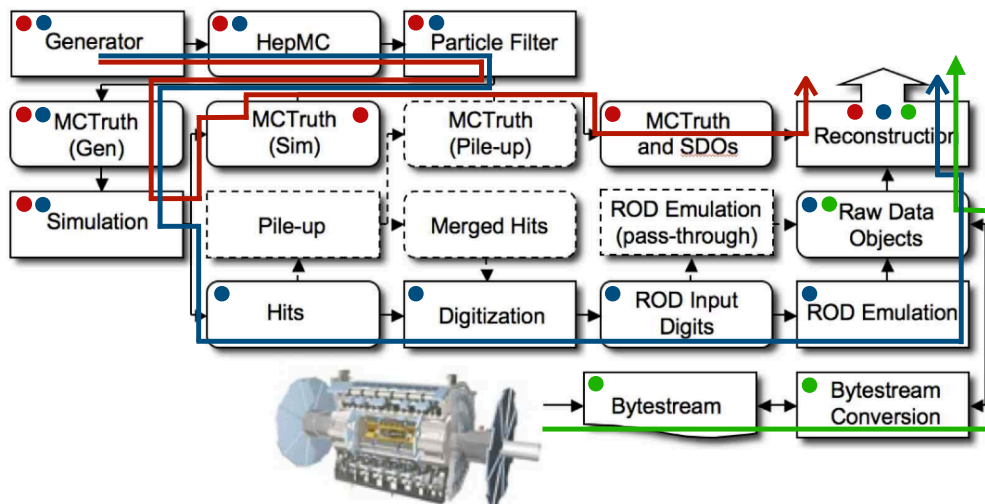 Generator
HepMC
Particle Filter
MCTruth
(Gen)
MCTruth
(Sim)
MCTruth
(Pile-up)
MCTruth
and SDOs
Reconstruction
Simulation
Pile-up
Merged Hits
ROD Emulation
(pass-through)
Raw Data
Objects
Hits
Digitization
ROD Input
Digits
ROD Emulation
Bytestream
Bytestream
Conversion